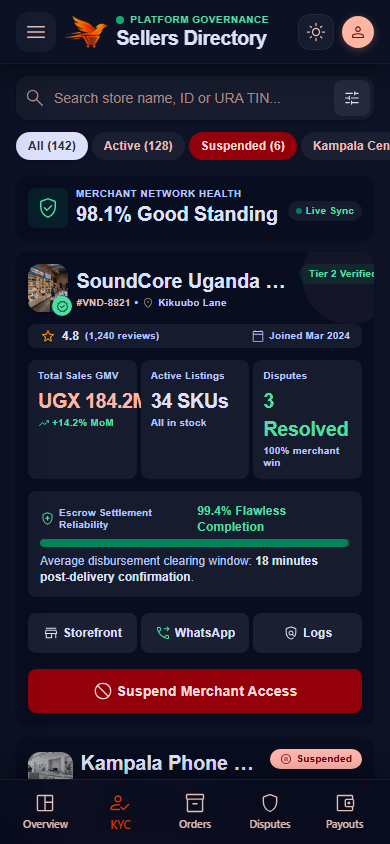 PLATFORM GOVERNANCE
Sellers Directory
Search store name, ID or URA TIN...
All (142)
Active (128)
Suspended (6)
Kampala Cen
MERCHANT NETWORK HEALTH
98.1% Good Standing
Live Sync
SoundCore Uganda ...
Tier 2 Verified
#VND-8821 • Kikuubo Lane
4.8 (1,240 reviews)
Joined Mar 2024
Total Sales GMV
UGX 184.2M
+14.2% MoM
Active Listings
34 SKUs
All in stock
Disputes
3
Resolved
100% merchant
win
Escrow Settlement
Reliability
99.4% Flawless
Completion
Average disbursement clearing window: 18 minutes
post-delivery confirmation.
Storefront
WhatsApp
Logs
Suspend Merchant Access
Kampala Phone ...
Suspended
Overview
KYC
Orders
Disputes
Payouts